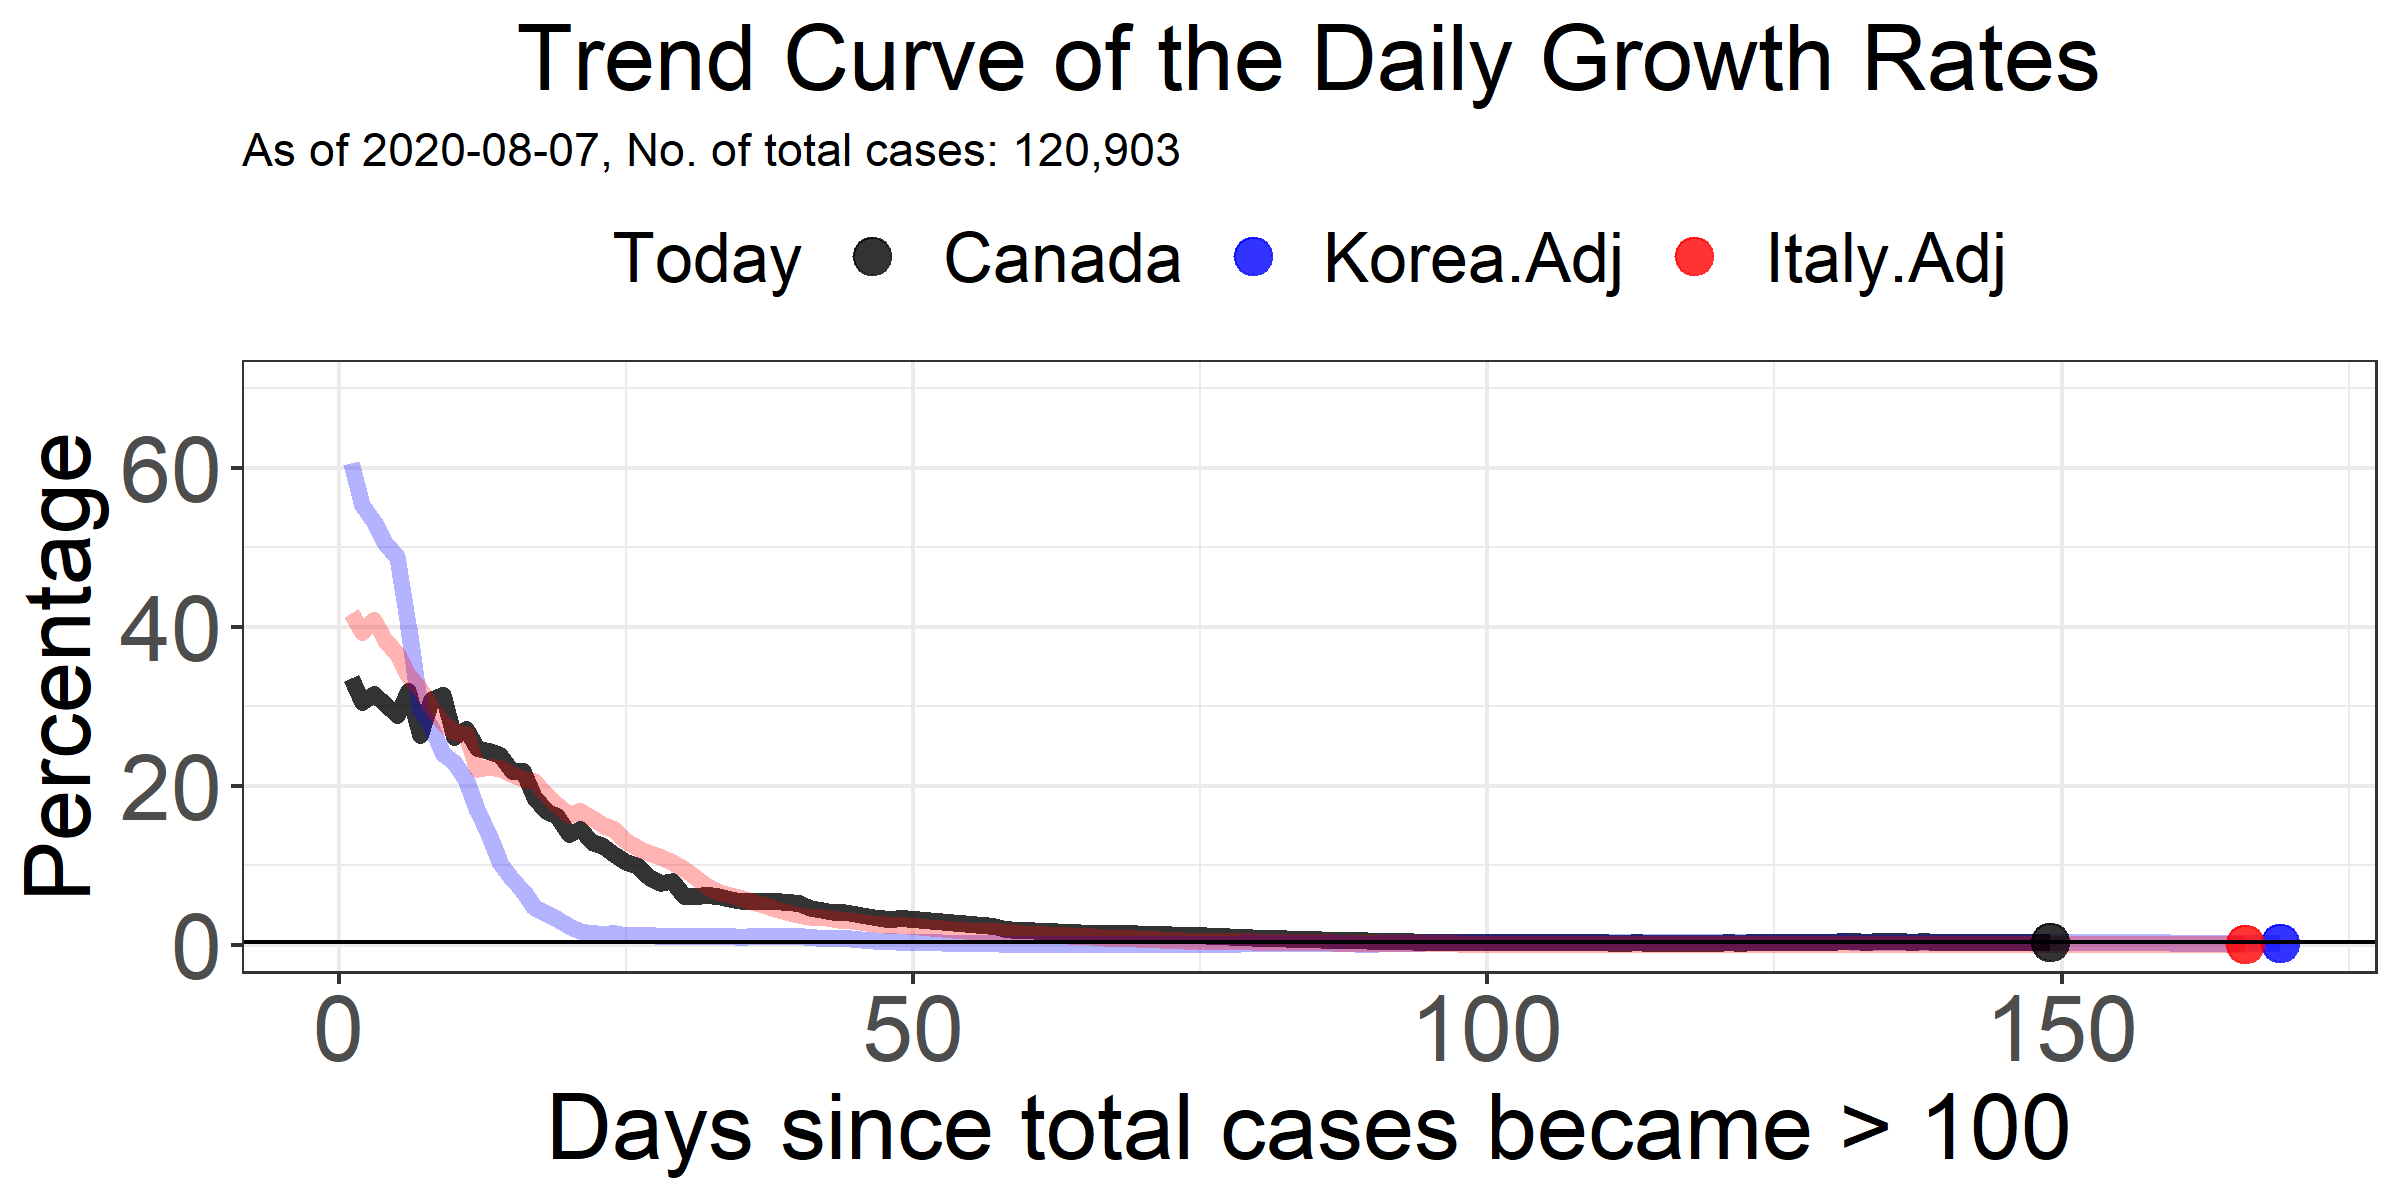 Trend Curve of the Daily Growth Rates
As of 2020-08-07, No. of total cases: 120,903
Today Canada Korea.Adj Italy.Adj
Percentage
60
40
20
0
0 50 100 150
Days since total cases became > 100